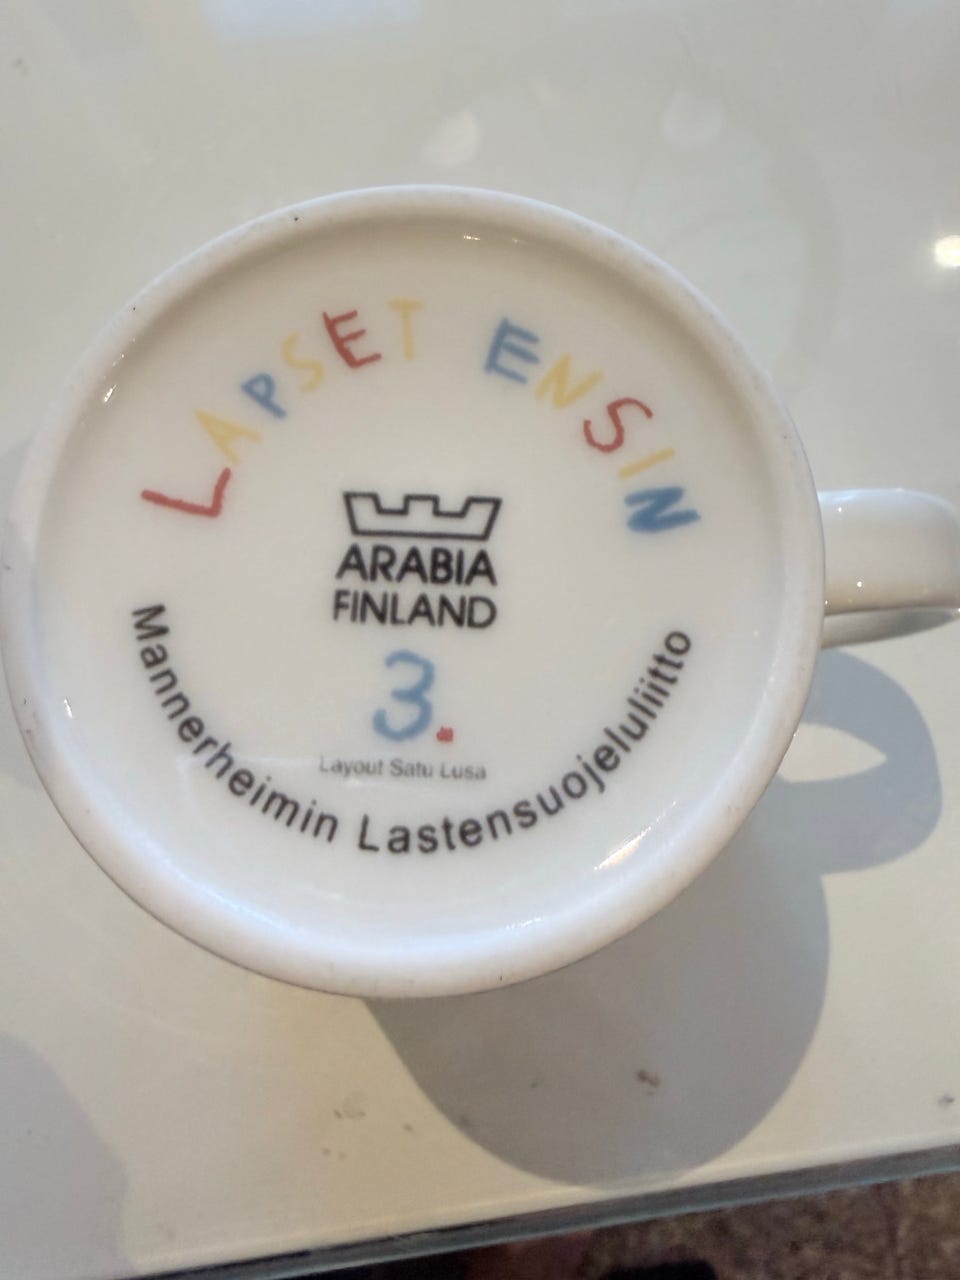 LAPSET ENSIN
ARABIA
FINLAND
3.
Layout Satu Lusa
Mannerheimin Lastensuojeluliitto